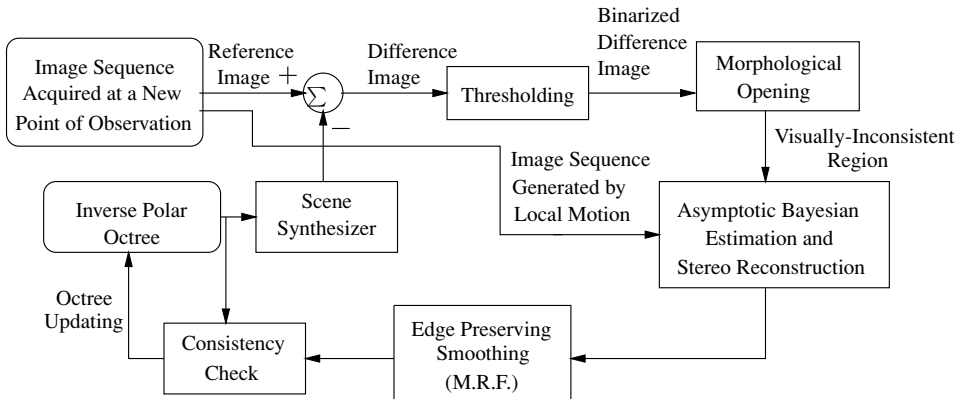 Image Sequence
Acquired at a New
Point of Observation
Reference
Image
+
Σ
−
Difference
Image
Thresholding
Binarized
Difference
Image
Morphological
Opening
Visually-Inconsistent
Region
Image Sequence
Generated by
Local Motion
Asymptotic Bayesian
Estimation and
Stereo Reconstruction
Scene
Synthesizer
Inverse Polar
Octree
Octree
Updating
Consistency
Check
Edge Preserving
Smoothing
(M.R.F.)